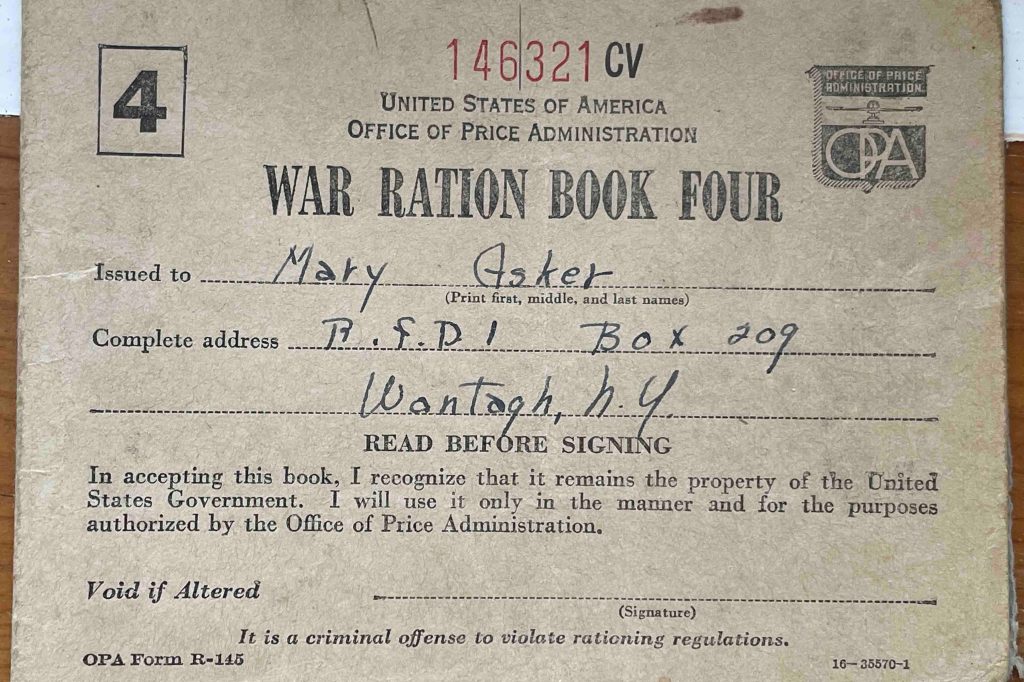 4
146321 CV
UNITED STATES OF AMERICA
OFFICE OF PRICE ADMINISTRATION
OFFICE OF PRICE
ADMINISTRATION
OPA
WAR RATION BOOK FOUR
Issued to Mary Asker
(Print first, middle, and last names)
Complete address R.F.D 1 Box 209
Wantagh, N.Y.
READ BEFORE SIGNING
In accepting this book, I recognize that it remains the property of the United
States Government. I will use it only in the manner and for the purposes
authorized by the Office of Price Administration.
Void if Altered
(Signature)
It is a criminal offense to violate rationing regulations.
OPA Form R-145
16—35570-1